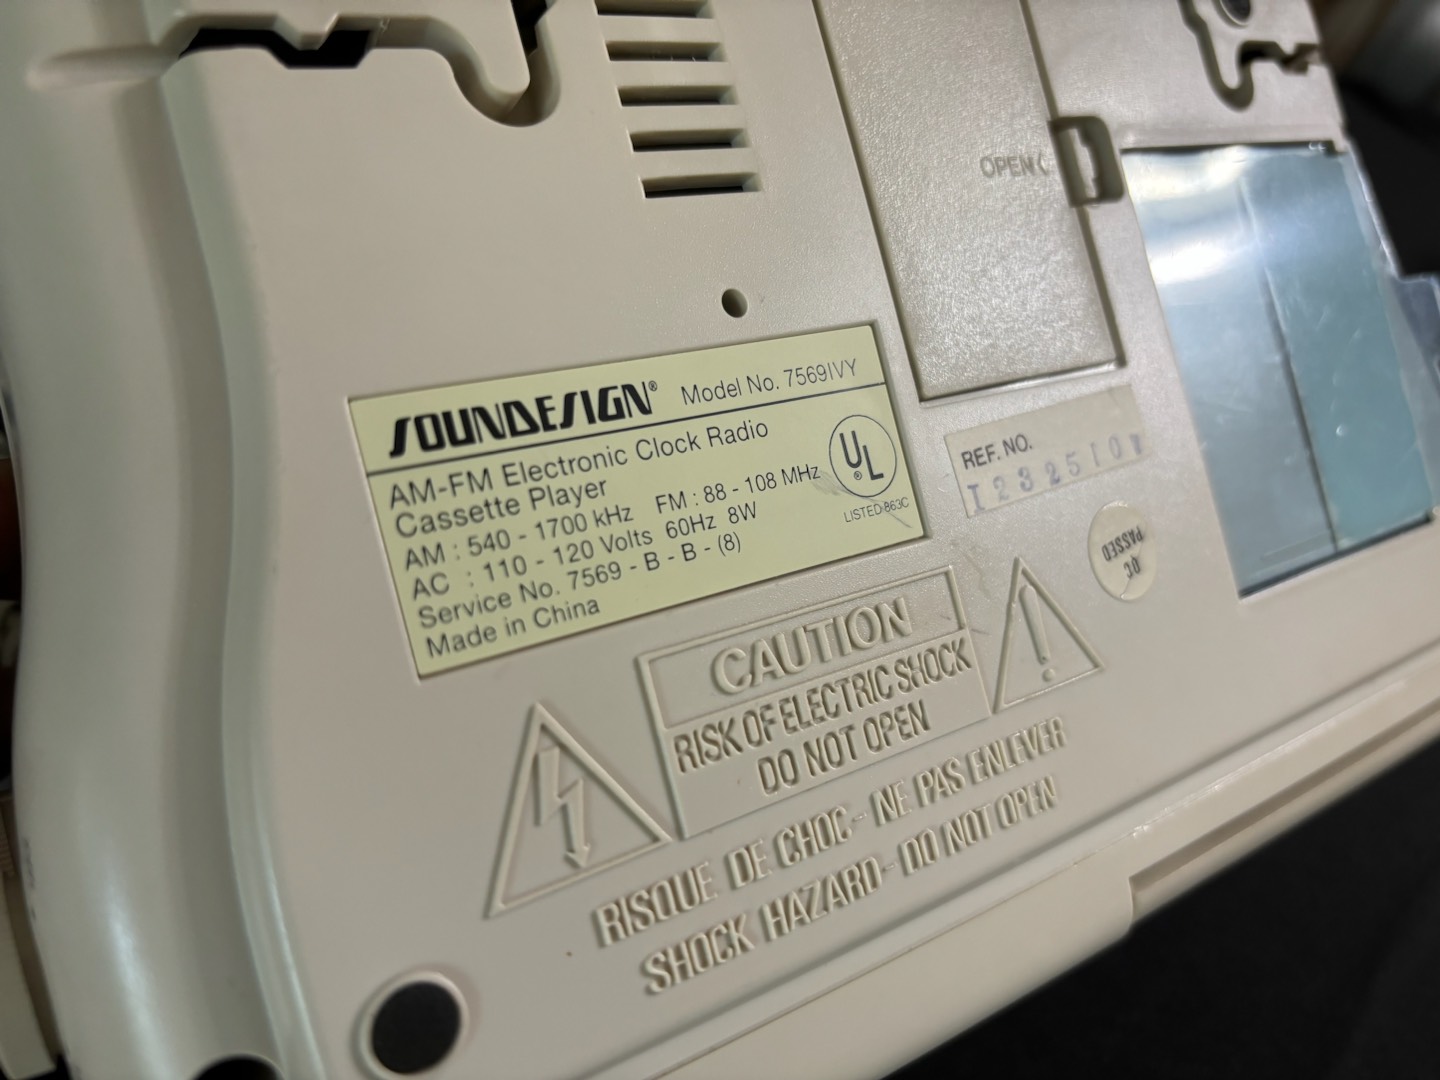 OPEN
SOUNDESIGN® Model No. 7569IVY
AM-FM Electronic Clock Radio
Cassette Player
AM : 540 - 1700 kHz FM : 88 - 108 MHz
AC : 110 - 120 Volts 60Hz 8W
Service No. 7569 - B - B - (8)
Made in China
UL
®
LISTED 863C
REF. NO.
QC
PASSED
CAUTION
RISK OF ELECTRIC SHOCK
DO NOT OPEN
RISQUE DE CHOC - NE PAS ENLEVER
SHOCK HAZARD - DO NOT OPEN